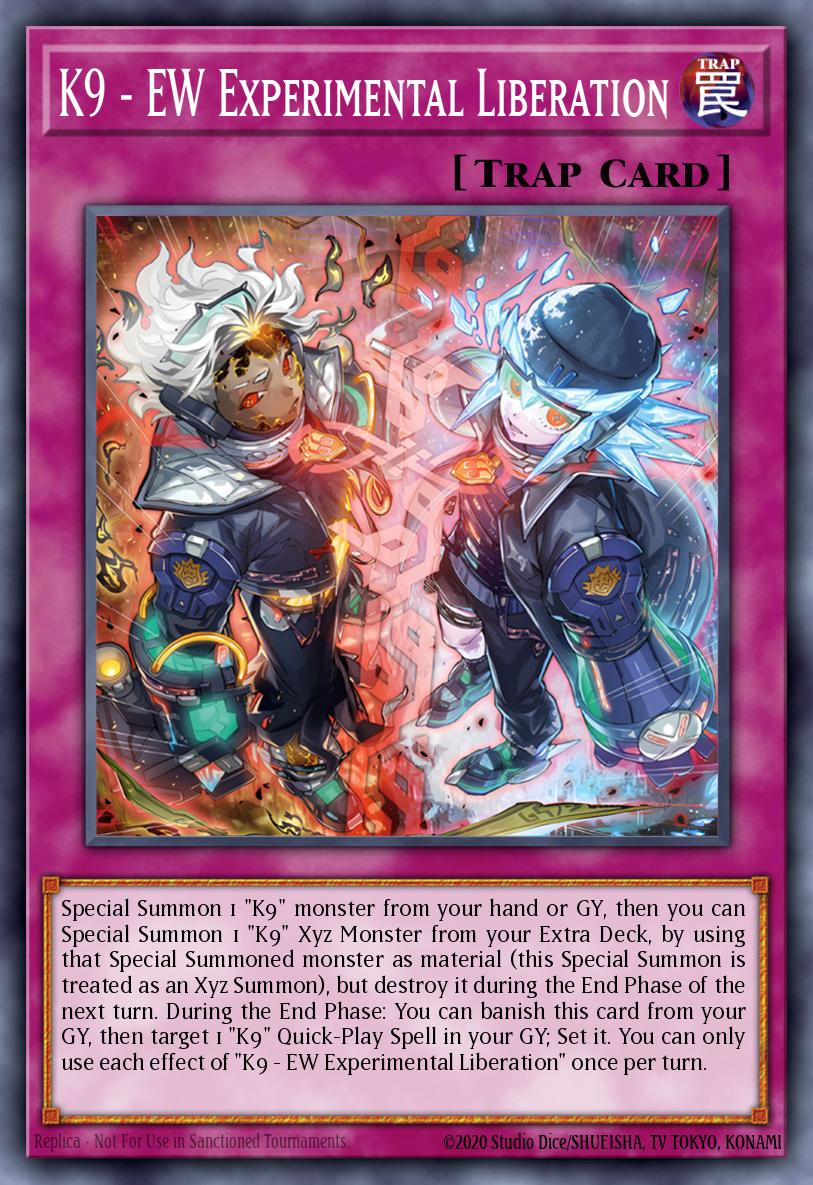 K9 - EW Experimental Liberation
TRAP
罠
[Trap Card]
Special Summon 1 "K9" monster from your hand or GY, then you can
Special Summon 1 "K9" Xyz Monster from your Extra Deck, by using
that Special Summoned monster as material (this Special Summon is
treated as an Xyz Summon), but destroy it during the End Phase of the
next turn. During the End Phase: You can banish this card from your
GY, then target 1 "K9" Quick-Play Spell in your GY; Set it. You can only
use each effect of "K9 - EW Experimental Liberation" once per turn.
Replica - Not For Use in Sanctioned Tournaments.
©2020 Studio Dice/SHUEISHA, TV TOKYO, KONAMI